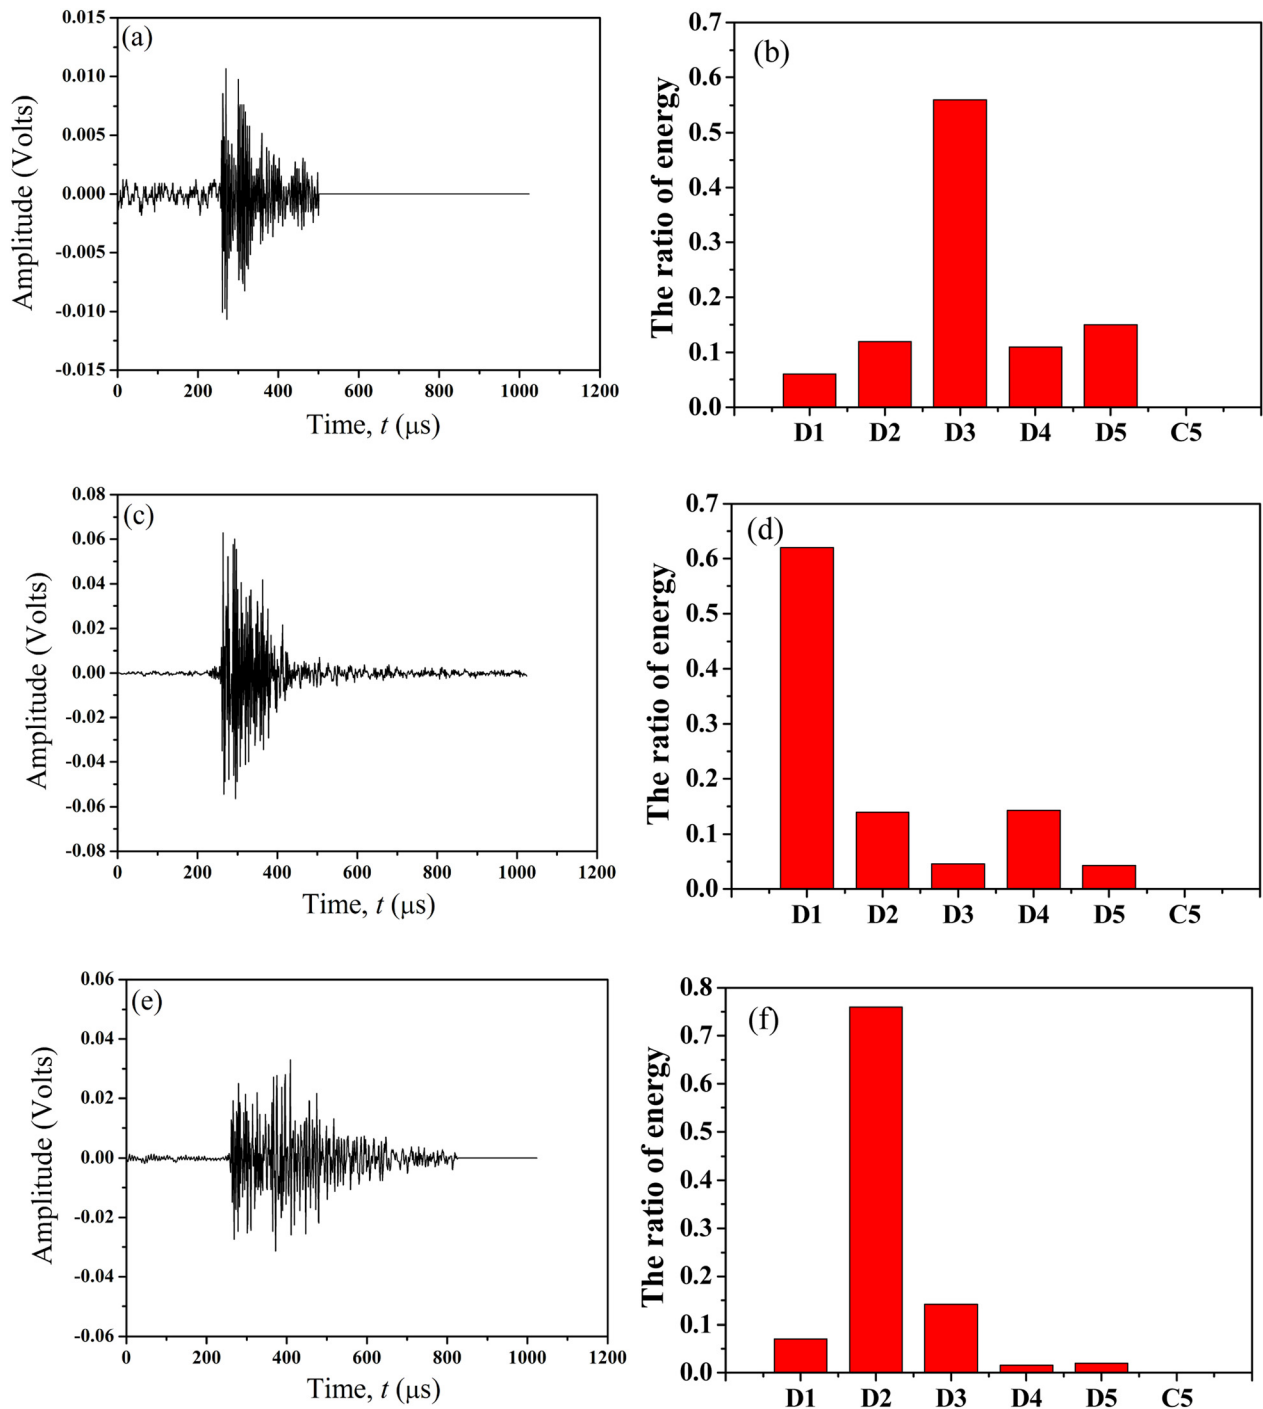 (a)
0.015
0.010
0.005
0.000
-0.005
-0.010
-0.015
Amplitude (Volts)
0 200 400 600 800 1000 1200
Time, t (μs)
(b)
0.7
0.6
0.5
0.4
0.3
0.2
0.1
0.0
The ratio of energy
D1 D2 D3 D4 D5 C5
(c)
0.08
0.06
0.04
0.02
0.00
-0.02
-0.04
-0.06
-0.08
Amplitude (Volts)
0 200 400 600 800 1000 1200
Time, t (μs)
(d)
0.7
0.6
0.5
0.4
0.3
0.2
0.1
0.0
The ratio of energy
D1 D2 D3 D4 D5 C5
(e)
0.06
0.04
0.02
0.00
-0.02
-0.04
-0.06
Amplitude (Volts)
0 200 400 600 800 1000 1200
Time, t (μs)
(f)
0.8
0.7
0.6
0.5
0.4
0.3
0.2
0.1
0.0
The ratio of energy
D1 D2 D3 D4 D5 C5